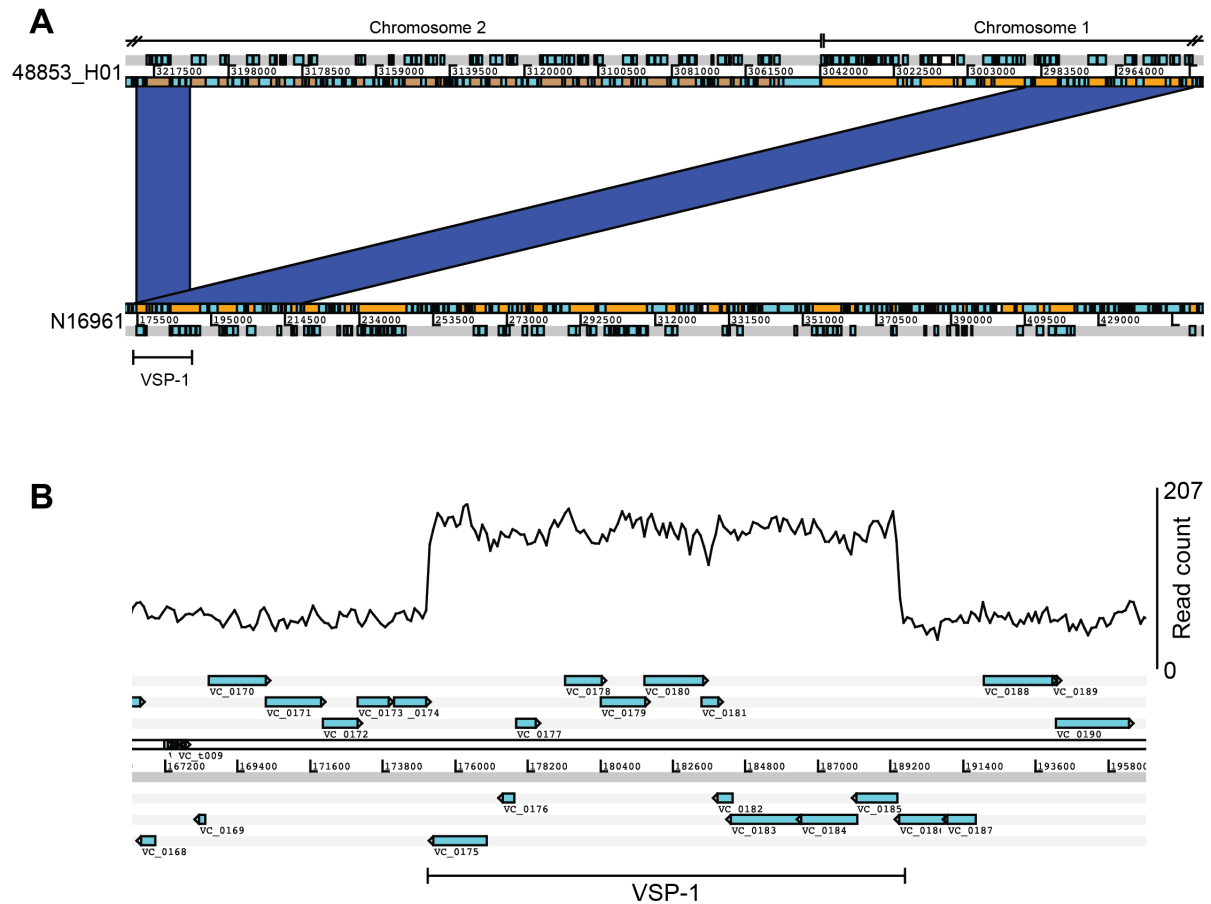 A
Chromosome 2 Chromosome 1
48853_H01
3217500 3198000 3178500 3159000 3139500 3120000 3100500 3081000 3061500 3042000 3022500 3003000 2983500 2964000
N16961
175500 195000 214500 234000 253500 273000 292500 312000 331500 351000 370500 390000 409500 429000
VSP-1
B
207
Read count
0
VC_0170 VC_0178 VC_0180 VC_0188 VC_0189
VC_0171 VC_0173 _0174 VC_0179 VC_0181
VC_0172 VC_0177 VC_0190
VC_t009
167200 169400 171600 173800 176000 178200 180400 182600 184800 187000 189200 191400 193600 195800
VC_0176 VC_0182 VC_0185
VC_0169 VC_0183 VC_0184 VC_0187
VC_0168 VC_0175
VSP-1